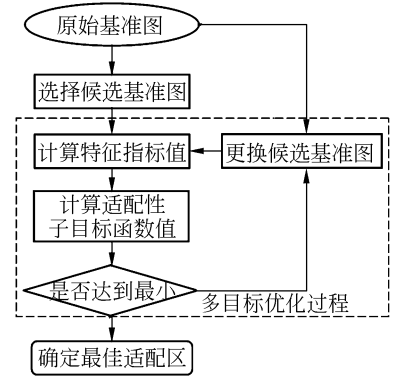 原始基准图
选择候选基准图
计算特征指标值
更换候选基准图
计算适配性
子目标函数值
是否达到最小
多目标优化过程
确定最佳适配区